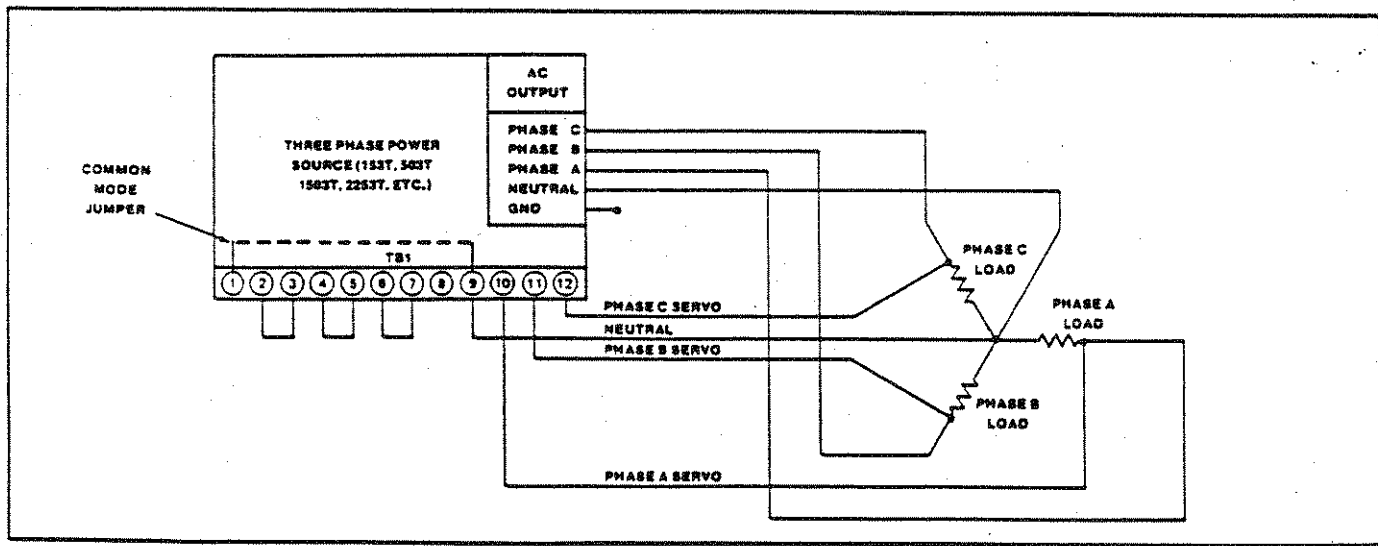 AC
OUTPUT
PHASE C
PHASE B
PHASE A
NEUTRAL
GND
THREE PHASE POWER
SOURCE (153T, 503T
1503T, 2253T, ETC.)
COMMON
MODE
JUMPER
TB1
1 2 3 4 5 6 7 8 9 10 11 12
PHASE C
LOAD
PHASE A
LOAD
PHASE B
LOAD
PHASE C SERVO
NEUTRAL
PHASE B SERVO
PHASE A SERVO